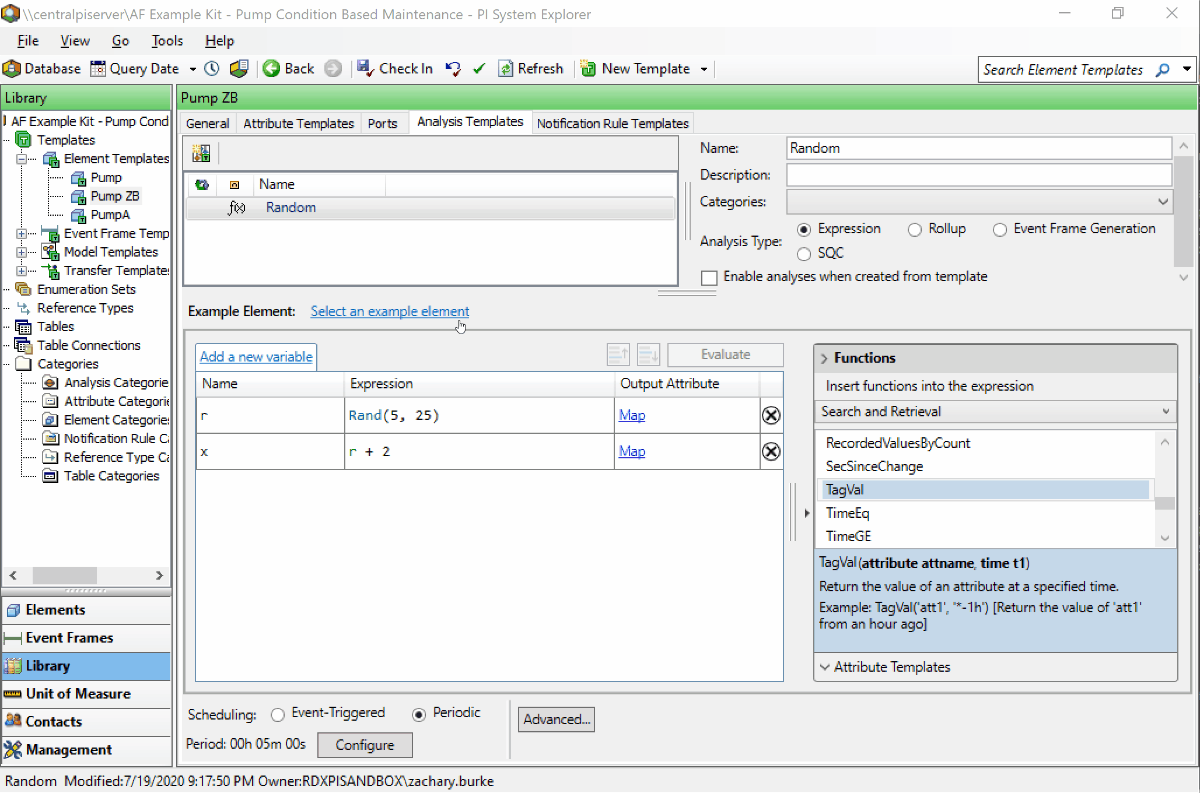 \\centralpiserver\AF Example Kit - Pump Condition Based Maintenance - PI System Explorer
File View Go Tools Help
Database Query Date Back Check In Refresh New Template Search Element Templates
Library
AF Example Kit - Pump Cond
Templates
Element Templates
Pump
Pump ZB
PumpA
Event Frame Temp
Model Templates
Transfer Templates
Enumeration Sets
Reference Types
Tables
Table Connections
Categories
Analysis Categorie
Attribute Categorie
Element Categories
Notification Rule Ca
Reference Type Ca
Table Categories
Elements
Event Frames
Library
Unit of Measure
Contacts
Management
Pump ZB
General Attribute Templates Ports Analysis Templates Notification Rule Templates
Name
f(x) Random
Name: Random
Description:
Categories:
Analysis Type: Expression Rollup Event Frame Generation
SQC
Enable analyses when created from template
Example Element: Select an example element
Add a new variable Evaluate
Name Expression Output Attribute
r Rand(5, 25) Map
x r + 2 Map
Functions
Insert functions into the expression
Search and Retrieval
RecordedValuesByCount
SecSinceChange
TagVal
TimeEq
TimeGE
TagVal(attribute attname, time t1)
Return the value of an attribute at a specified time.
Example: TagVal('att1', '*-1h') [Return the value of 'att1'
from an hour ago]
Attribute Templates
Scheduling: Event-Triggered Periodic
Advanced...
Period: 00h 05m 00s Configure
Random Modified:7/19/2020 9:17:50 PM Owner:RDXPISANDBOX\zachary.burke